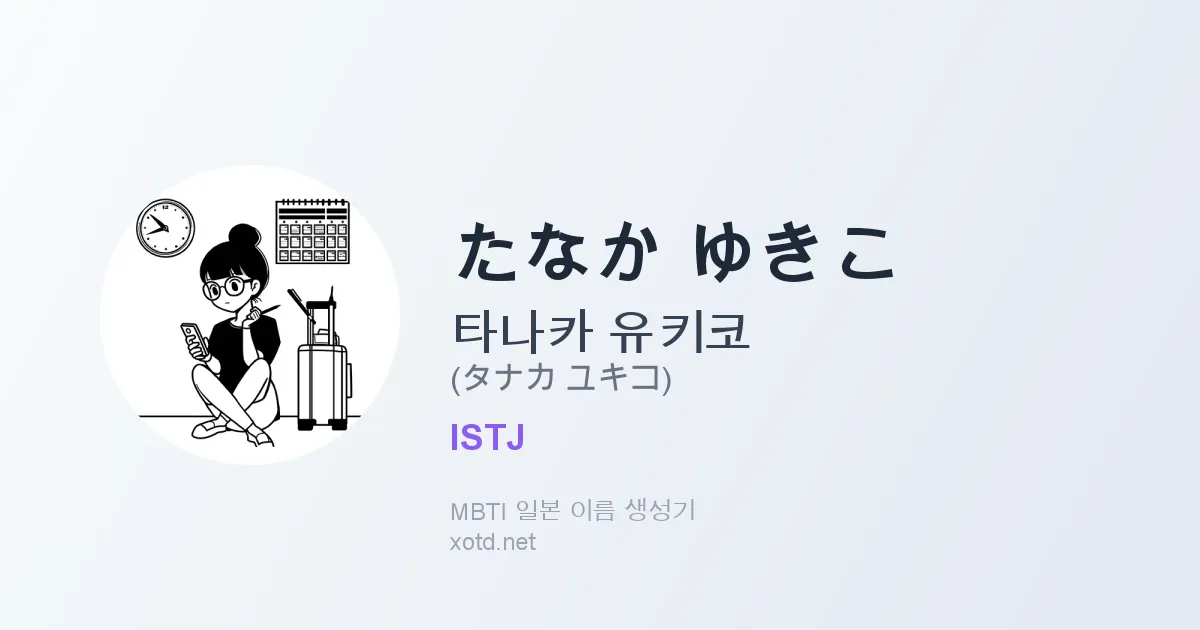 12
たなか ゆきこ
타나카 유키코
(タナカ ユキコ)
ISTJ
MBTI 일본 이름 생성기
xotd.net